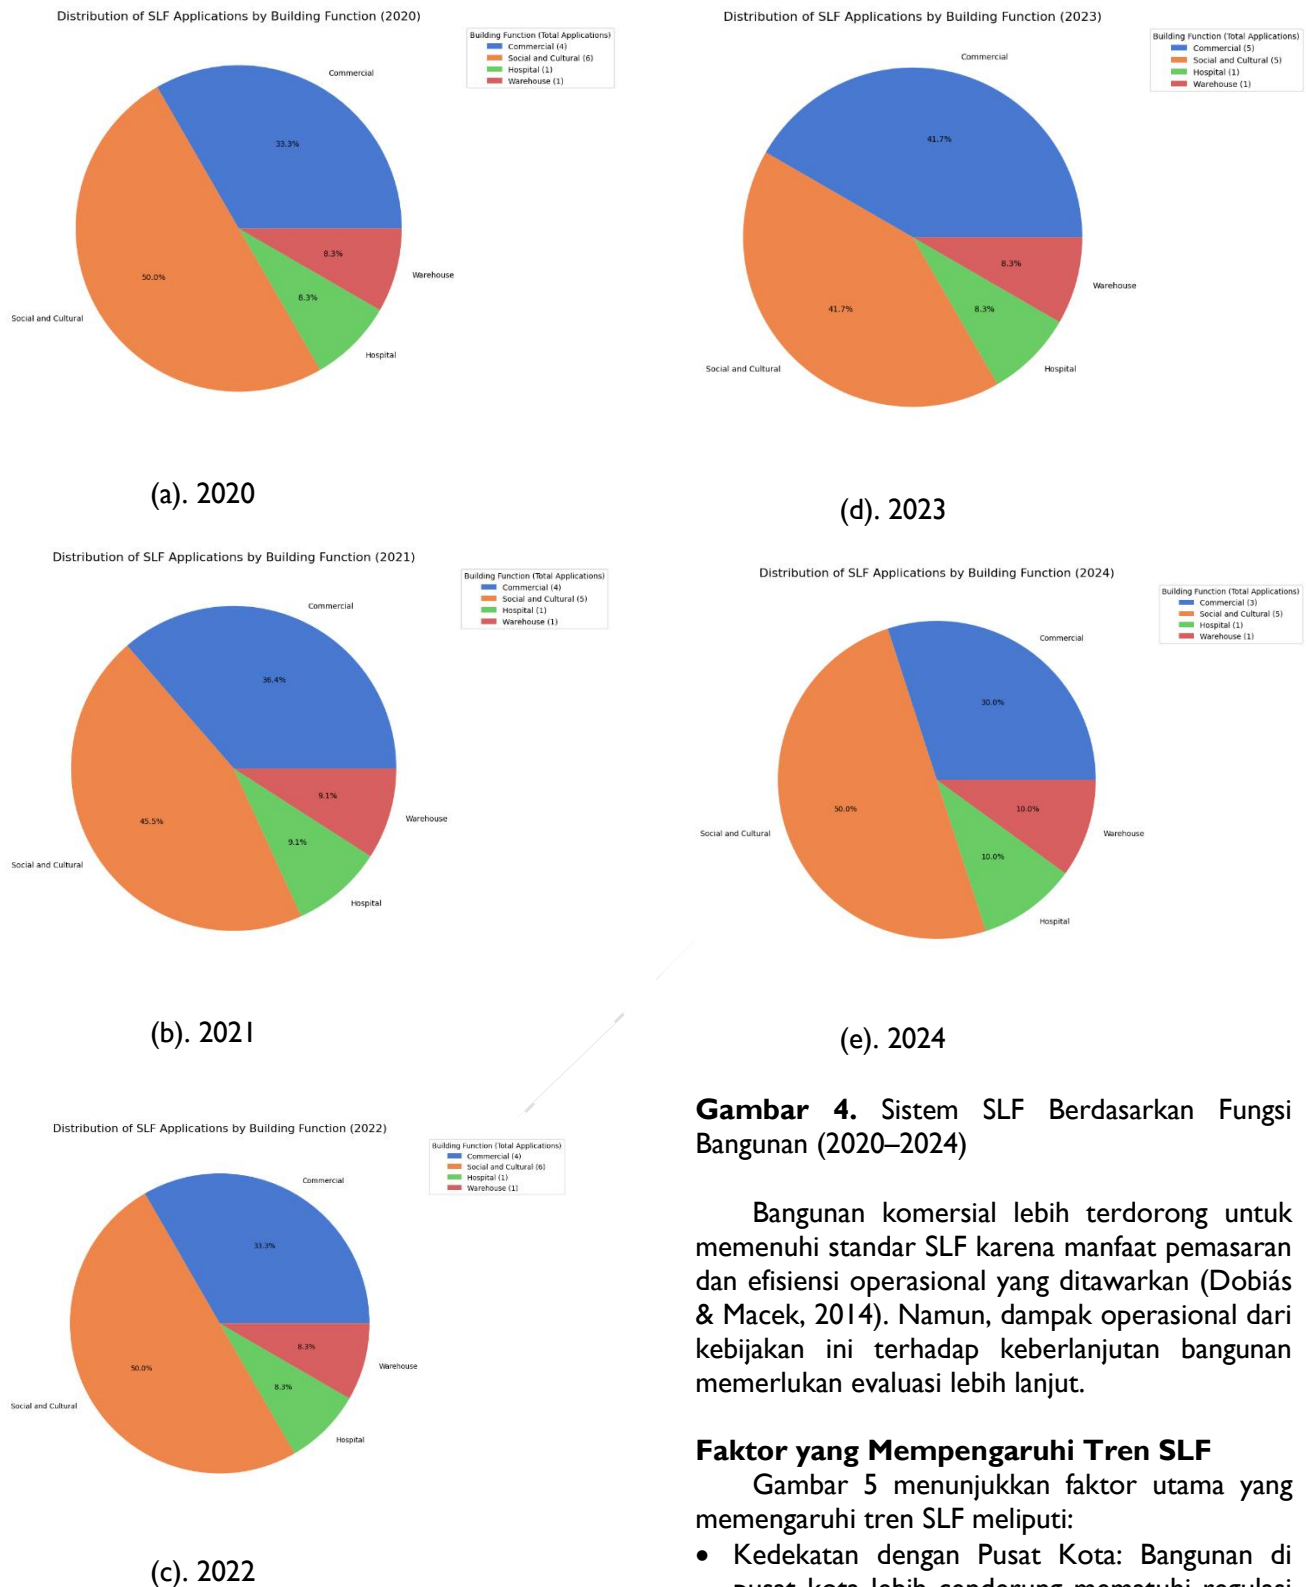 Distribution of SLF Applications by Building Function (2020)
Building Function (Total Applications)
Commercial (4)
Social and Cultural (6)
Hospital (1)
Warehouse (1)
Commercial
33.3%
8.3%
Warehouse
50.0%
8.3%
Social and Cultural
Hospital
(a). 2020
Distribution of SLF Applications by Building Function (2021)
Building Function (Total Applications)
Commercial (4)
Social and Cultural (5)
Hospital (1)
Warehouse (1)
Commercial
36.4%
9.1%
Warehouse
45.5%
9.1%
Social and Cultural
Hospital
(b). 2021
Distribution of SLF Applications by Building Function (2022)
Building Function (Total Applications)
Commercial (4)
Social and Cultural (6)
Hospital (1)
Warehouse (1)
Commercial
33.3%
8.3%
Warehouse
50.0%
8.3%
Social and Cultural
Hospital
(c). 2022
Distribution of SLF Applications by Building Function (2023)
Building Function (Total Applications)
Commercial (5)
Social and Cultural (5)
Hospital (1)
Warehouse (1)
Commercial
41.7%
8.3%
Warehouse
41.7%
8.3%
Social and Cultural
Hospital
(d). 2023
Distribution of SLF Applications by Building Function (2024)
Building Function (Total Applications)
Commercial (3)
Social and Cultural (5)
Hospital (1)
Warehouse (1)
Commercial
30.0%
50.0%
10.0%
Social and Cultural
Warehouse
10.0%
Hospital
(e). 2024
Gambar 4. Sistem SLF Berdasarkan Fungsi
Bangunan (2020–2024)
Bangunan komersial lebih terdorong untuk
memenuhi standar SLF karena manfaat pemasaran
dan efisiensi operasional yang ditawarkan (Dobiás
& Macek, 2014). Namun, dampak operasional dari
kebijakan ini terhadap keberlanjutan bangunan
memerlukan evaluasi lebih lanjut.
Faktor yang Mempengaruhi Tren SLF
Gambar 5 menunjukkan faktor utama yang
memengaruhi tren SLF meliputi:
• Kedekatan dengan Pusat Kota: Bangunan di
pusat kota lebih cenderung mematuhi regulasi